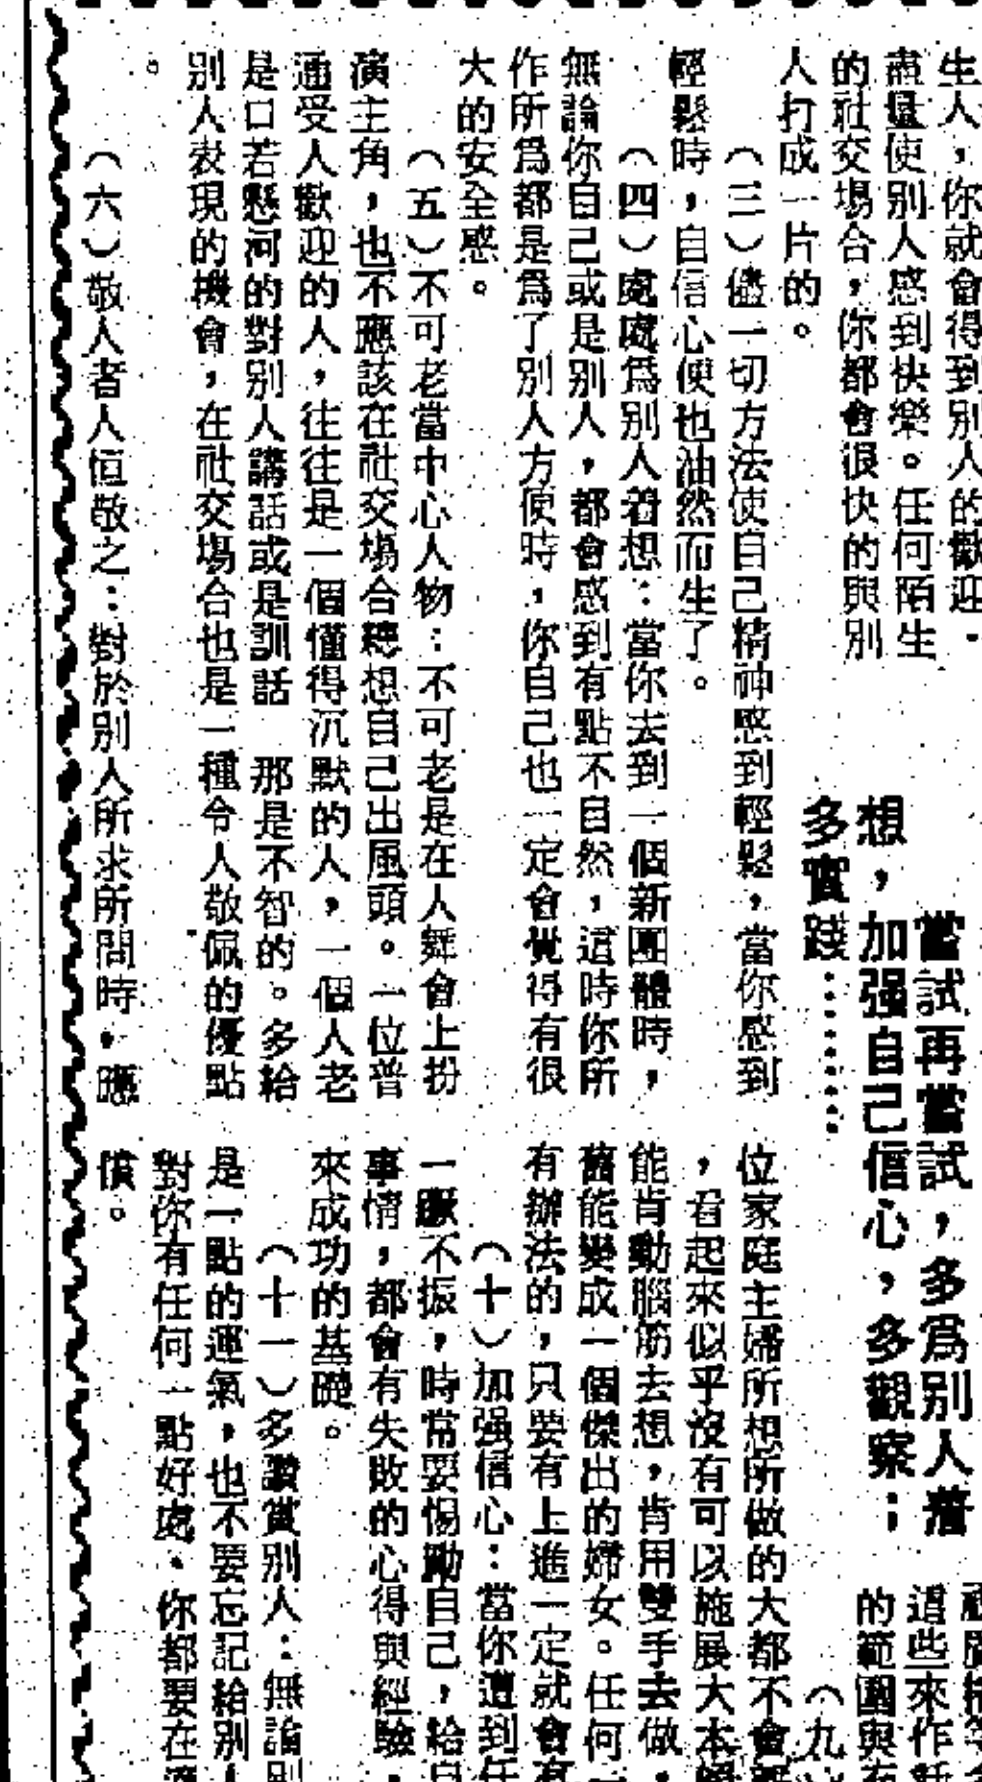 生人，你就會得到別人的歡迎，
盡量使別人感到快樂。任何陌生
的社交場合，你都會很快的與別
人打成一片的。
（三）儘一切方法使自己精神感到輕鬆，當你感到
輕鬆時，自信心便也油然而生了。
（四）處處爲別人着想：當你去到一個新團體時，
無論你自己或是別人，都會感到有點不自然，這時你所
作所爲都是爲了別人方便時，你自己也一定會覺得有很
大的安全感。
（五）不可老當中心人物：不可老是在人舞會上扮
演主角，也不應該在社交場合聽想自己出風頭。一位普
通受人歡迎的人，往往是一個懂得沉默的人，一個人老
是口若懸河的對別人講話或是訓話 那是不智的。多給
別人表現的機會，在社交場合也是一種令人敬佩的優點
。
（六）敬人者人恒敬之：對於別人所求所問時，應
嘗試再嘗試，多爲別人着
想，加强自己信心，多觀察；
多實踐……
這些來作
的範圍與
（九）
位家庭主婦所想所做的大都不會
，看起來似乎沒有可以施展大本
能肯動腦筋去想，肯用雙手去做，
舊能變成一個傑出的婦女。任何一
有辦法的，只要有上進一定就會有
（十）加强信心：當你遭到任
一蹶不振，時常要惕勵自己，給自
事情，都會有失敗的心得與經驗，
來成功的基礎。
（十一）多讚賞別人：無論別
是一點的運氣，也不要忘記給別人
對你有任何一點好處，你都要在適
償。